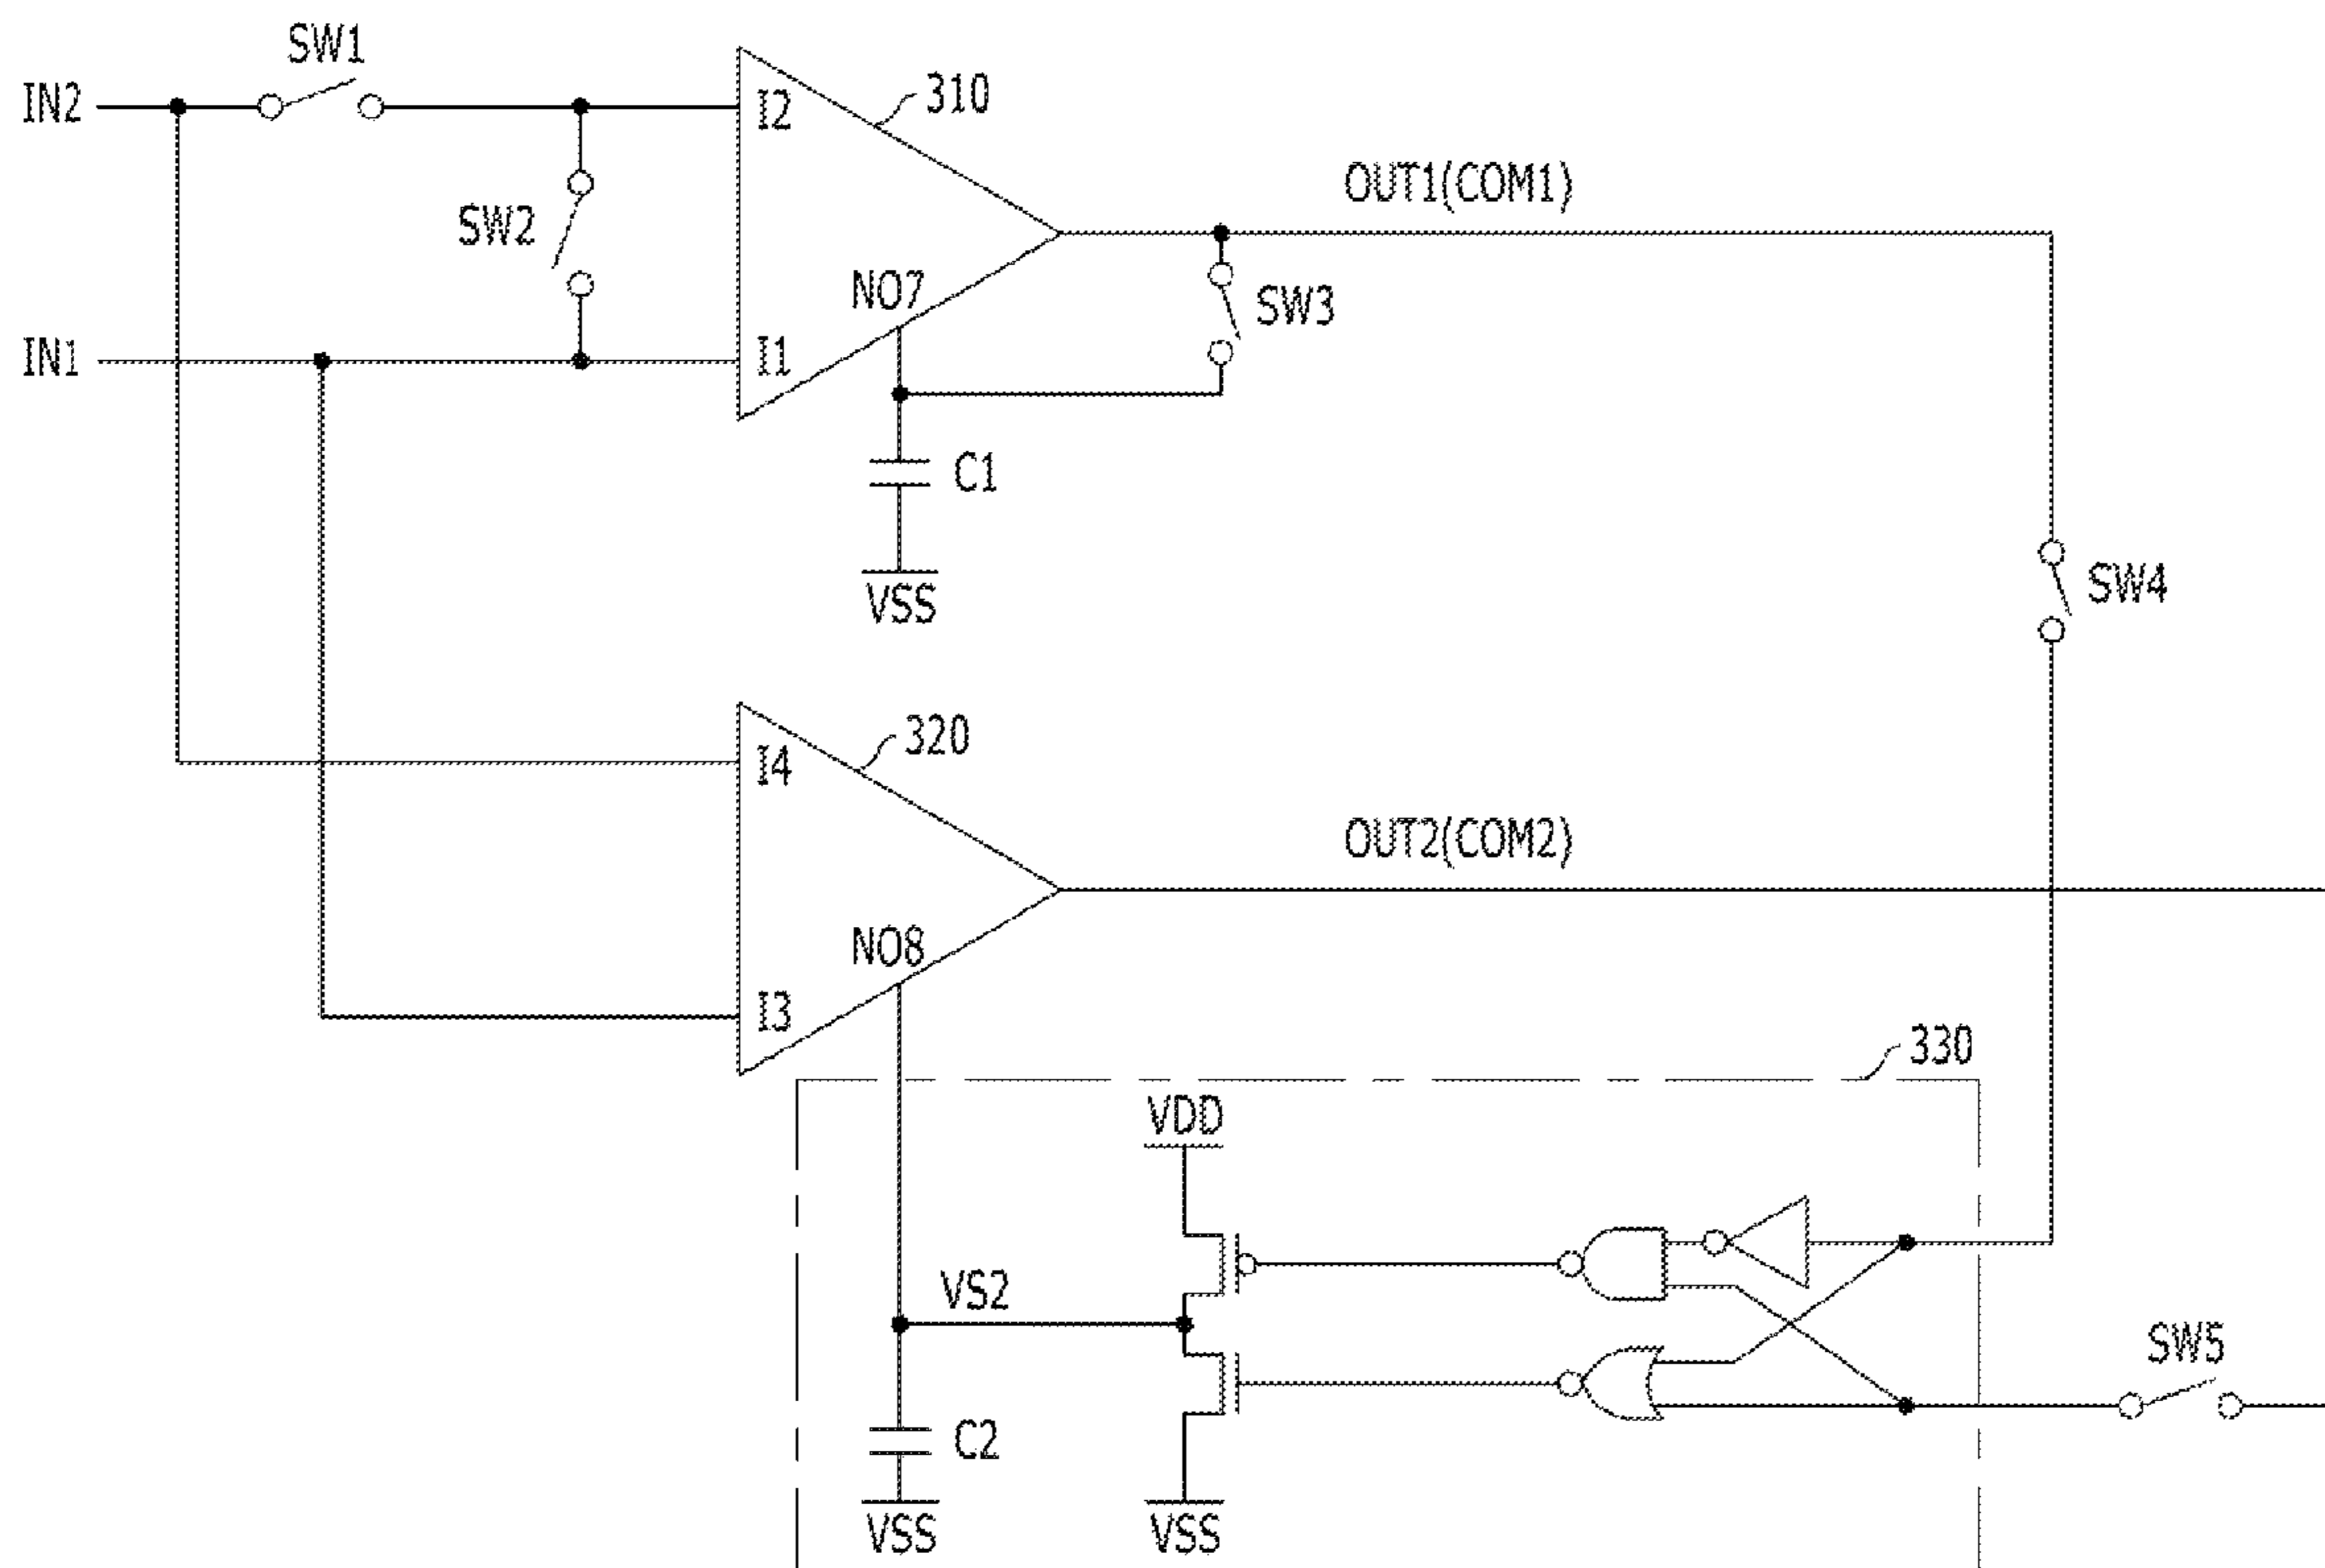 SW1
IN2
I2
310
OUT1(COM1)
SW2
NO7
SW3
IN1
I1
C1
VSS
SW4
I4
320
OUT2(COM2)
NO8
I3
330
VDD
VS2
SW5
C2
VSS
VSS